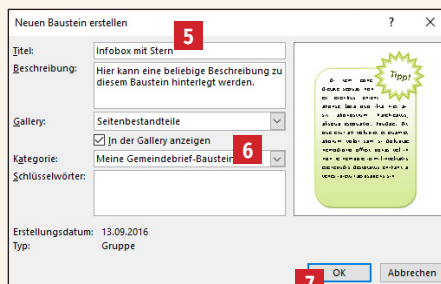 Neuen Baustein erstellen ? ×
5
Titel: Infobox mit Stern
Beschreibung: Hier kann eine beliebige Beschreibung zu
diesem Baustein hinterlegt werden.
Gallery: Seitenbestandteile
In der Gallery anzeigen
6
Kategorie: Meine Gemeindebrief-Baustein
Schlüsselwörter:
Erstellungsdatum: 13.09.2016
Typ: Gruppe
Tipp!
7
OK Abbrechen